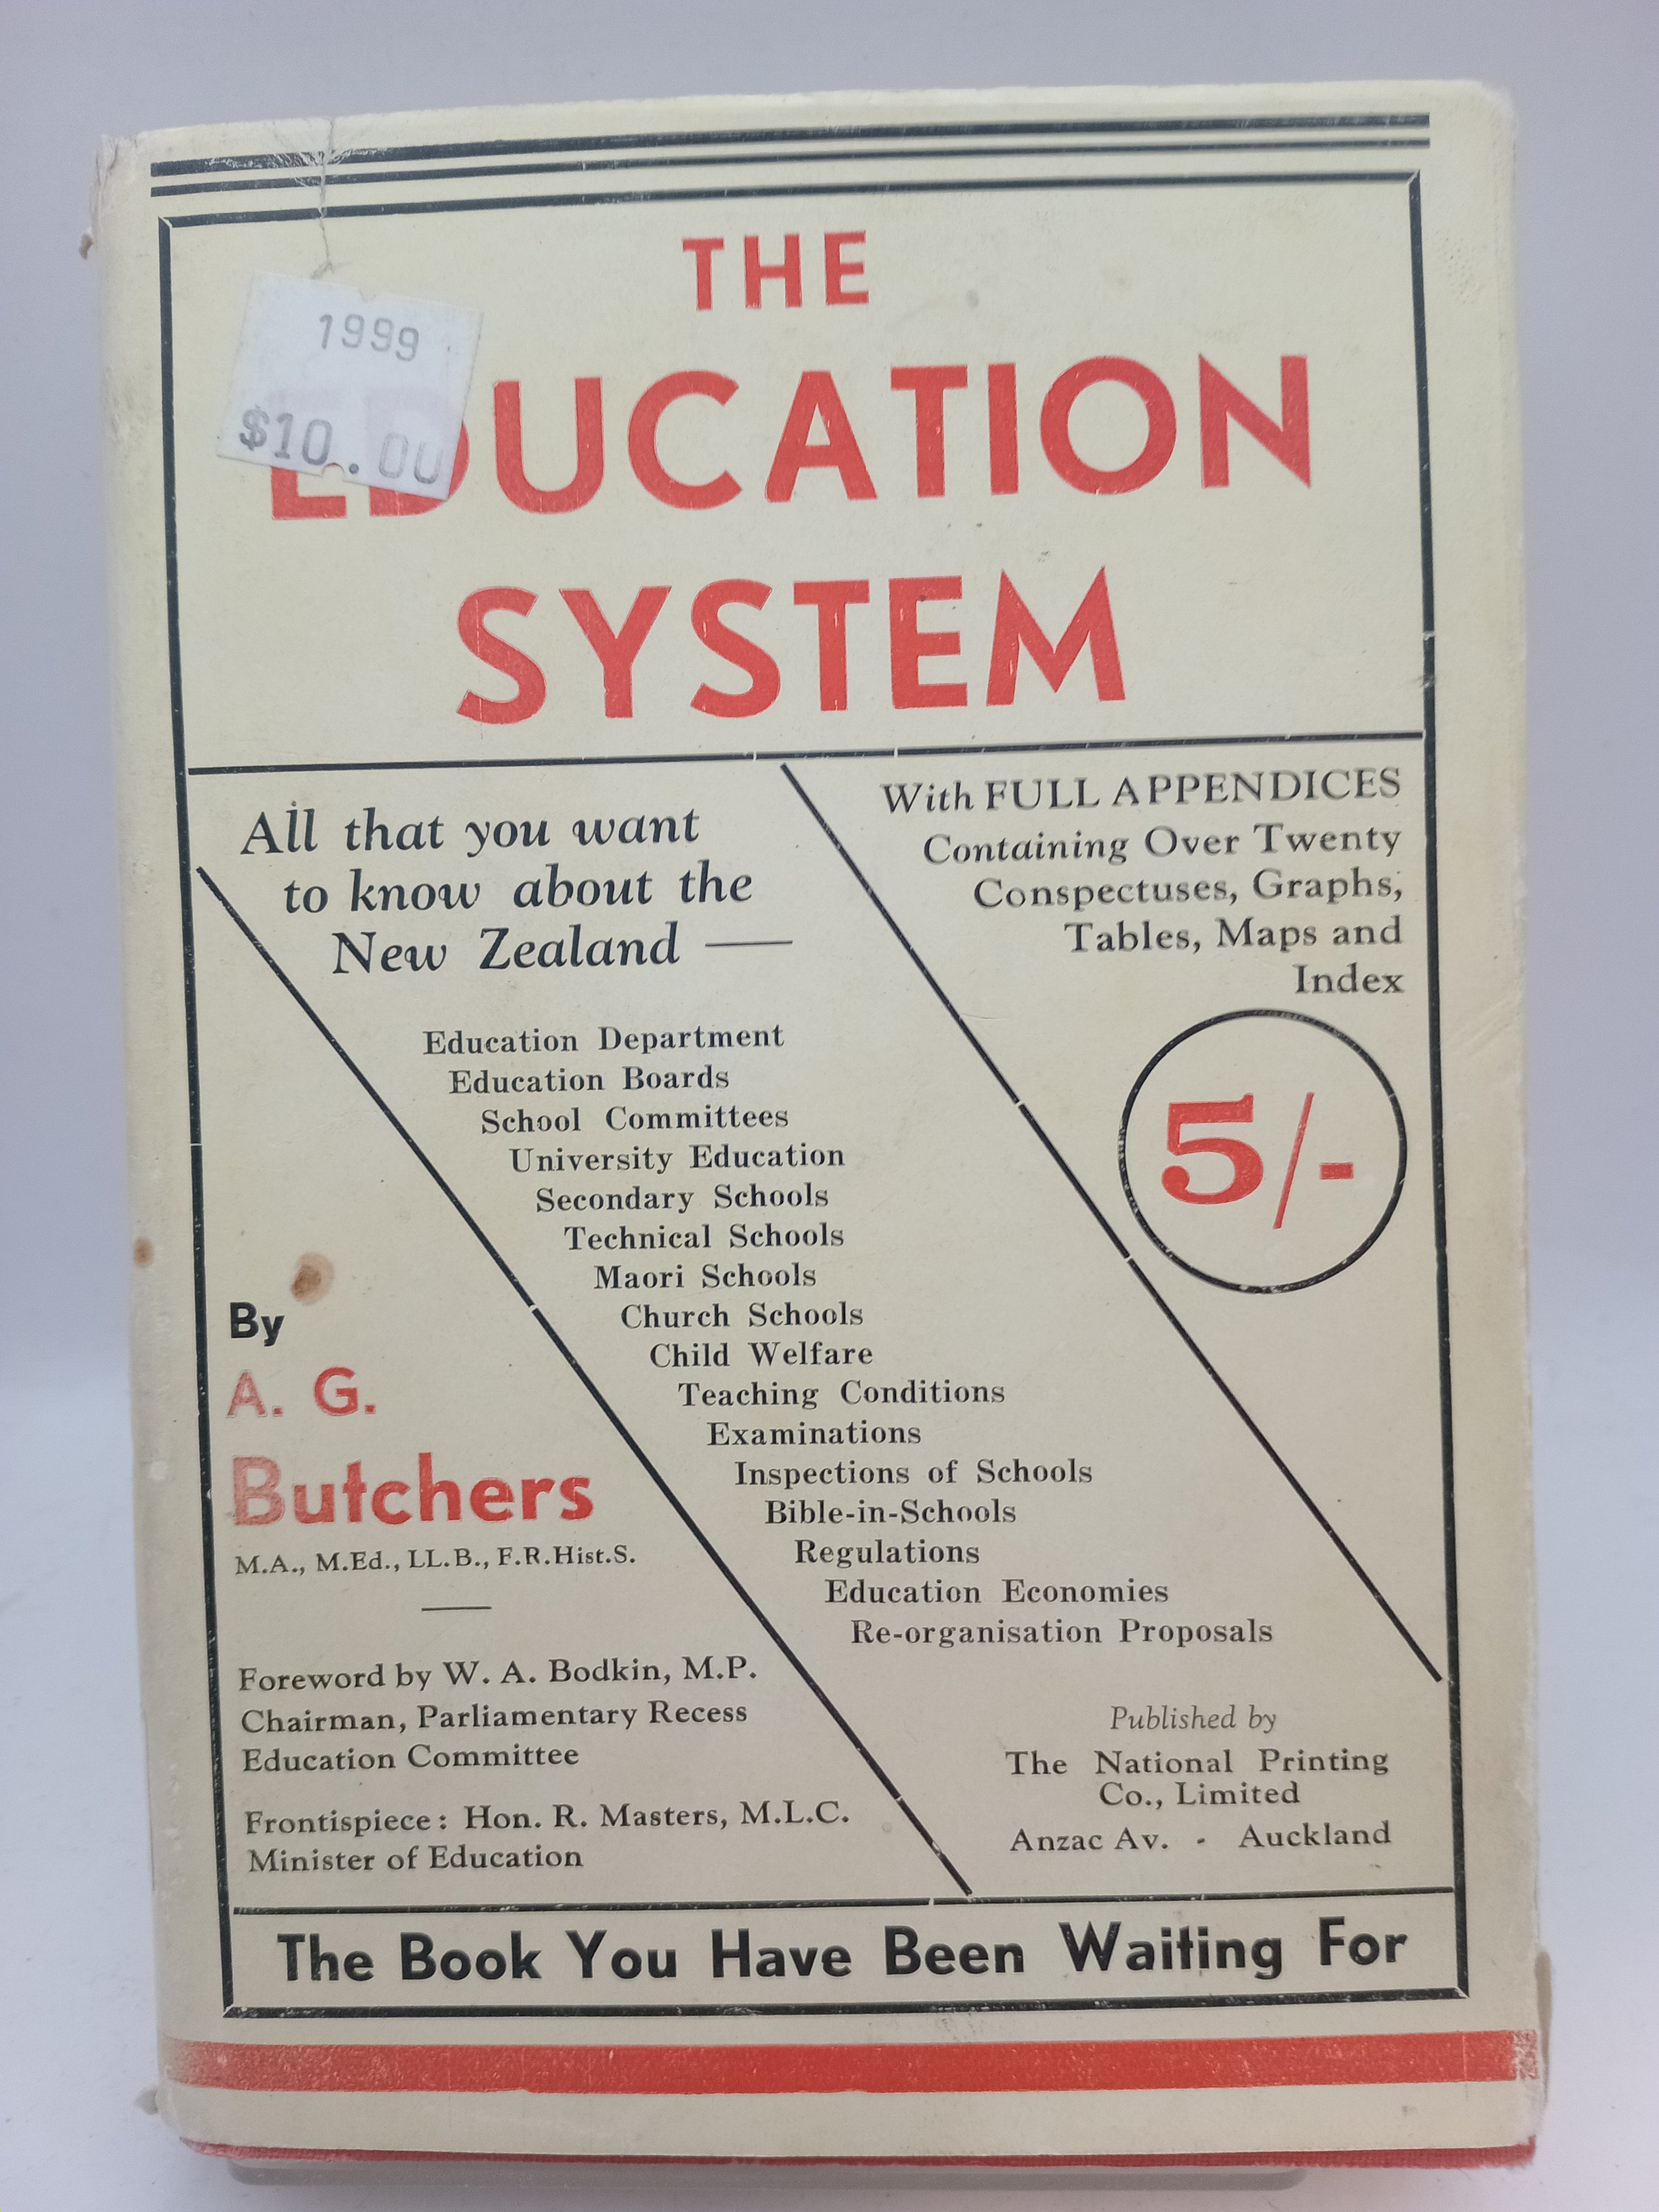 THE
EDUCATION
SYSTEM
1999
$10.00
All that you want
to know about the
New Zealand —
Education Department
Education Boards
School Committees
University Education
Secondary Schools
Technical Schools
Maori Schools
Church Schools
Child Welfare
Teaching Conditions
Examinations
Inspections of Schools
Bible-in-Schools
Regulations
Education Economies
Re-organisation Proposals
With FULL APPENDICES
Containing Over Twenty
Conspectuses, Graphs,
Tables, Maps and
Index
5/-
By
A. G.
Butchers
M.A., M.Ed., LL.B., F.R.Hist.S.
Foreword by W. A. Bodkin, M.P.
Chairman, Parliamentary Recess
Education Committee
Frontispiece: Hon. R. Masters, M.L.C.
Minister of Education
Published by
The National Printing
Co., Limited
Anzac Av. - Auckland
The Book You Have Been Waiting For